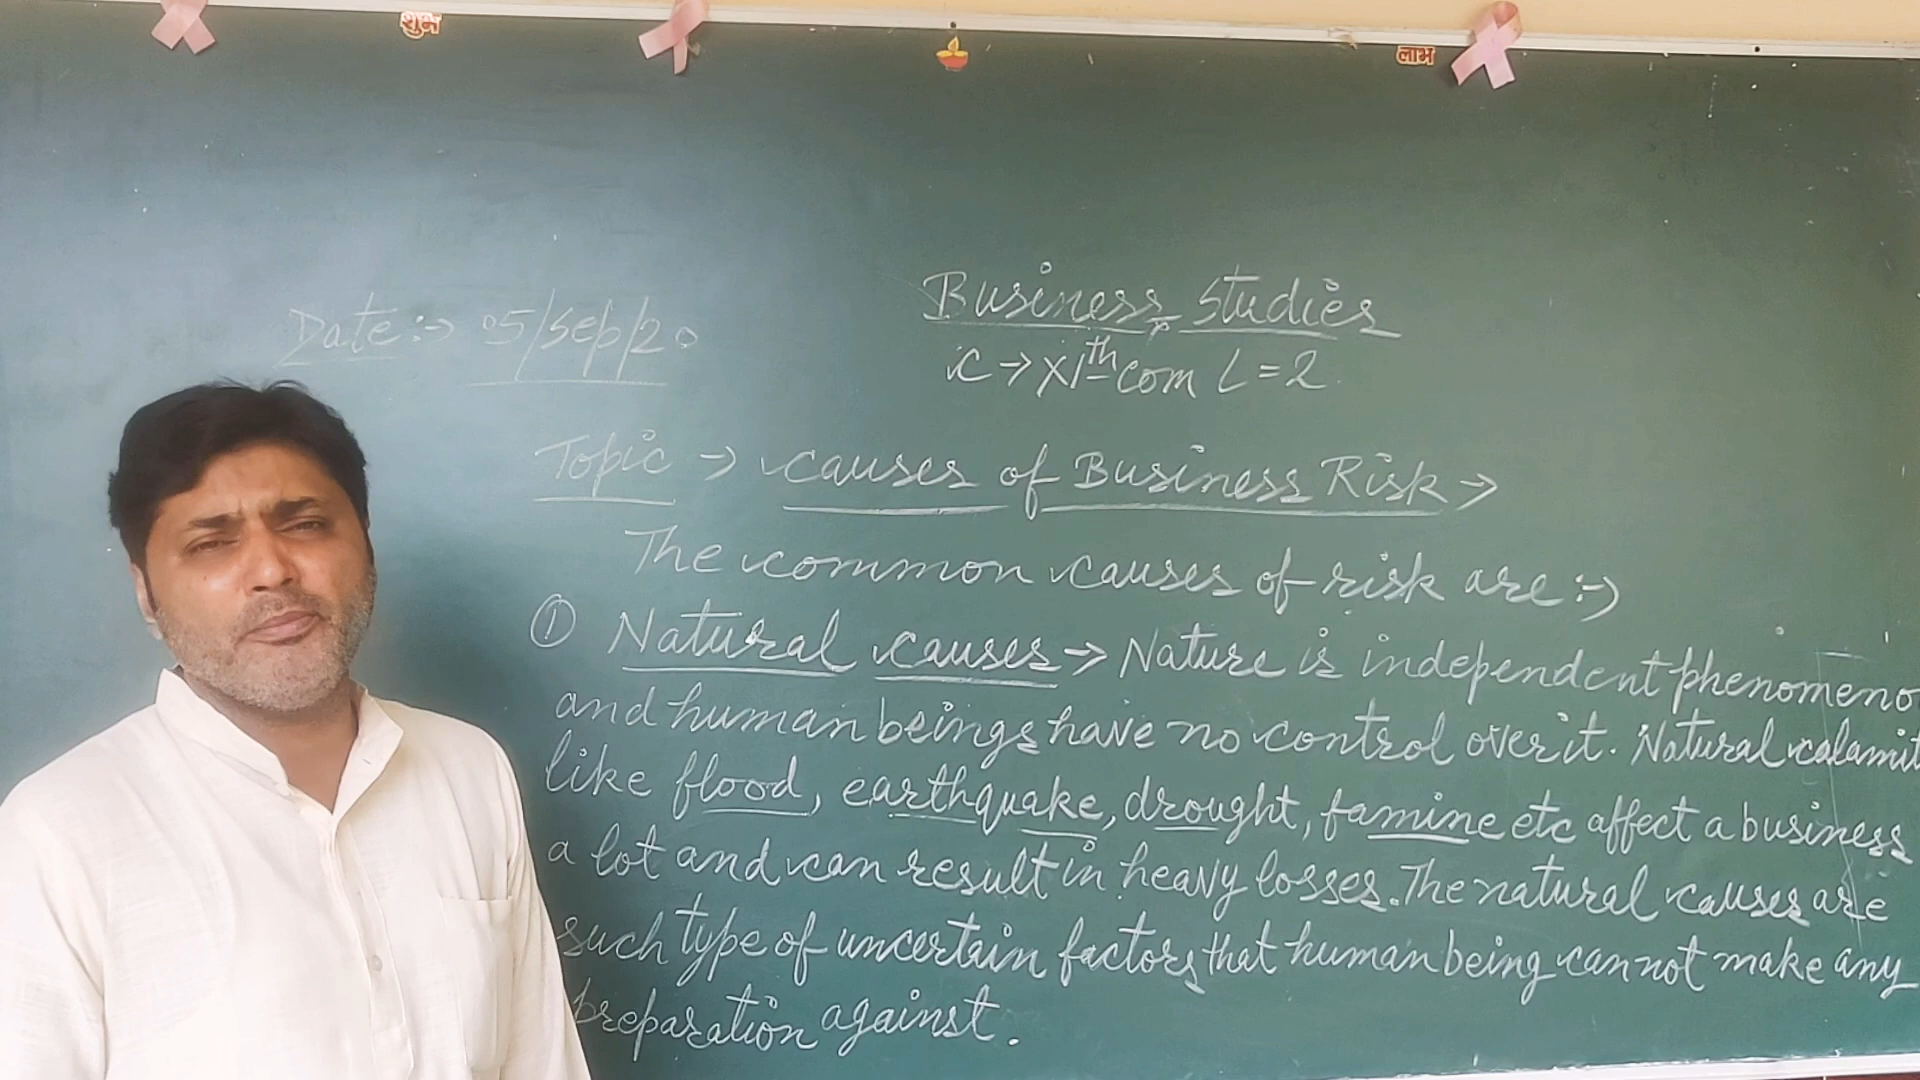 शुभ
लाभ
Business Studies
Date:→ 05/Sep/20
C → XIth com L = 2
Topic → causes of Business Risk →
The common causes of risk are :→
① Natural causes → Nature is independent phenomeno
and human beings have no control over it. Natural calamit
like flood, earthquake, drought, famine etc affect a business
a lot and can result in heavy losses. The natural causes are
such type of uncertain factors that human being can not make any
preparation against.